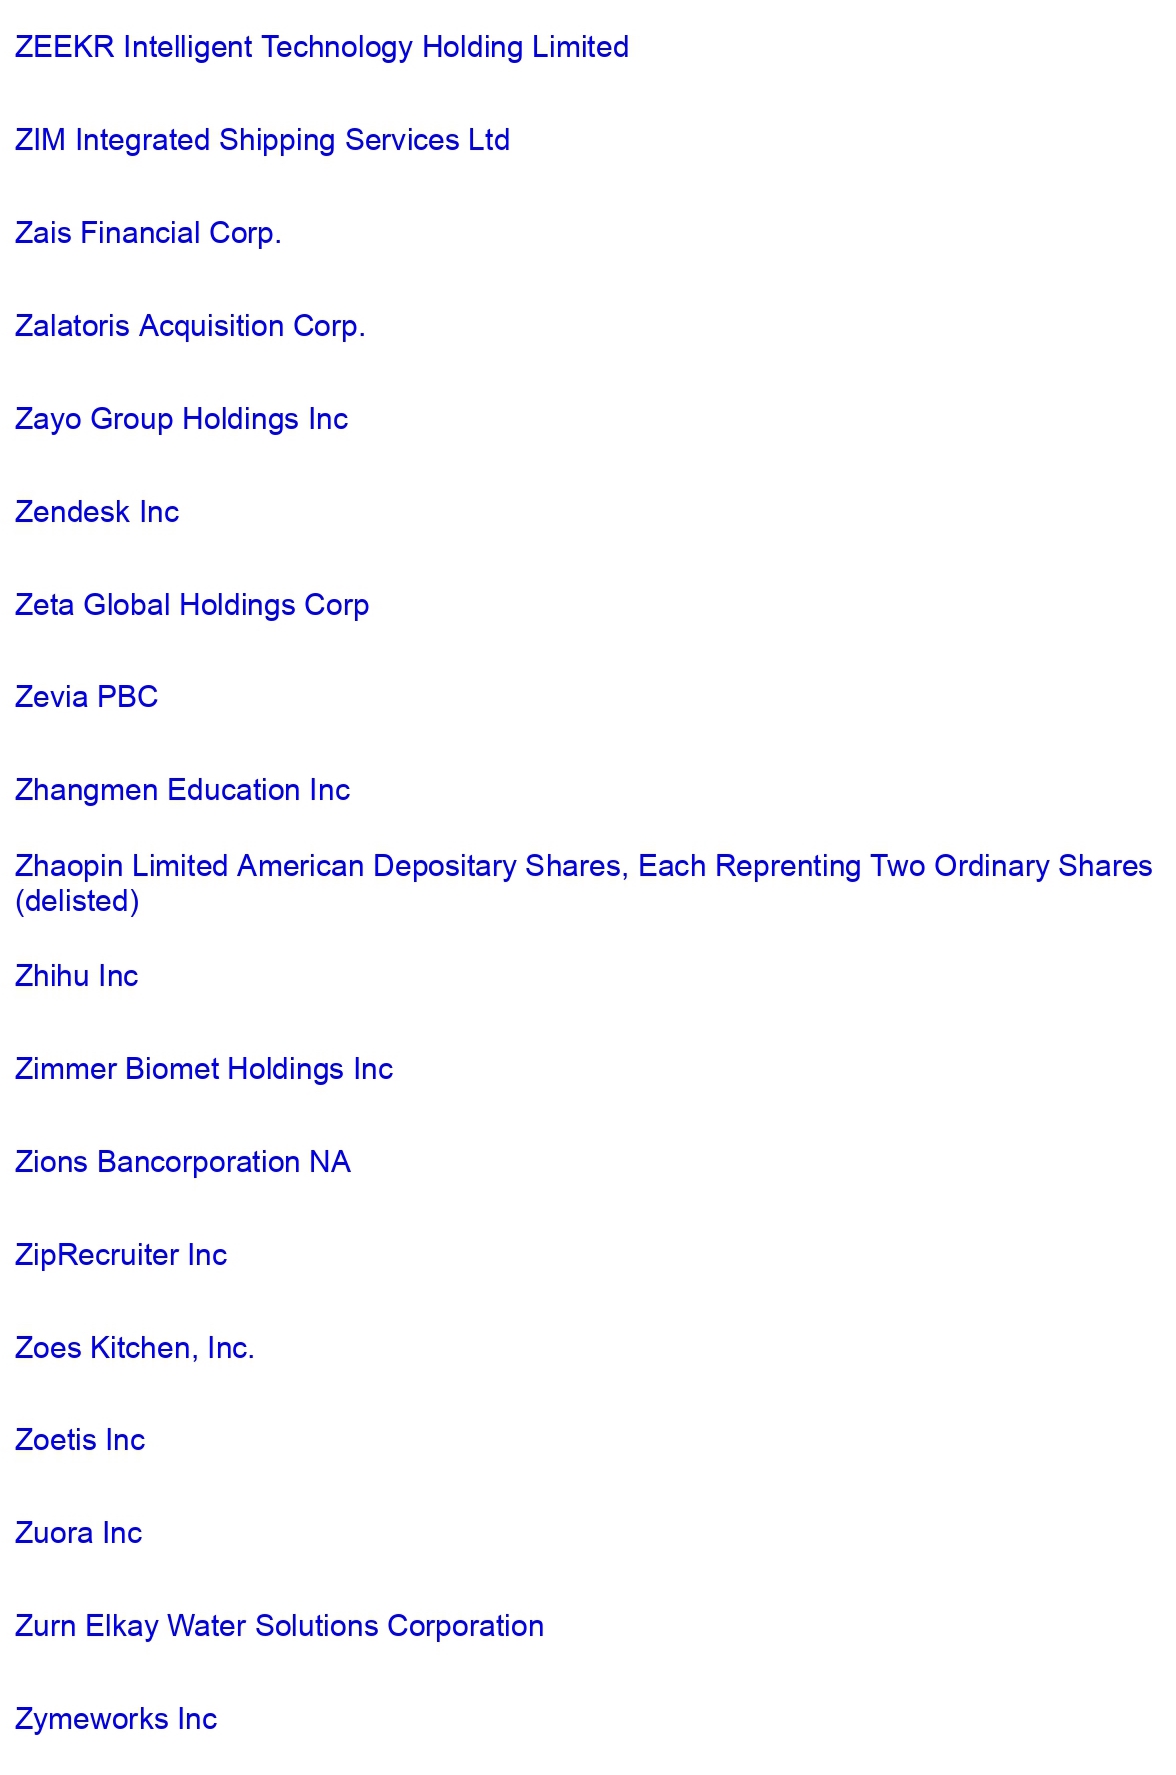 ZEEKR Intelligent Technology Holding Limited
ZIM Integrated Shipping Services Ltd
Zais Financial Corp.
Zalatoris Acquisition Corp.
Zayo Group Holdings Inc
Zendesk Inc
Zeta Global Holdings Corp
Zevia PBC
Zhangmen Education Inc
Zhaopin Limited American Depositary Shares, Each Reprenting Two Ordinary Shares
(delisted)
Zhihu Inc
Zimmer Biomet Holdings Inc
Zions Bancorporation NA
ZipRecruiter Inc
Zoes Kitchen, Inc.
Zoetis Inc
Zuora Inc
Zurn Elkay Water Solutions Corporation
Zymeworks Inc